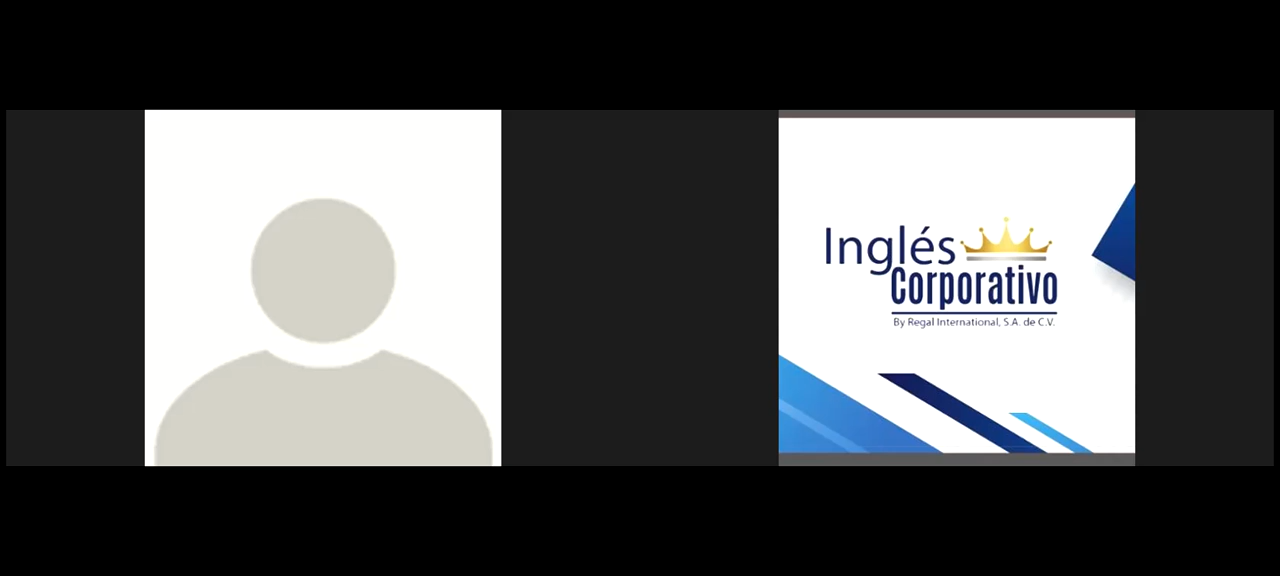 Inglés
Corporativo
By Regal International, S.A. de C.V.